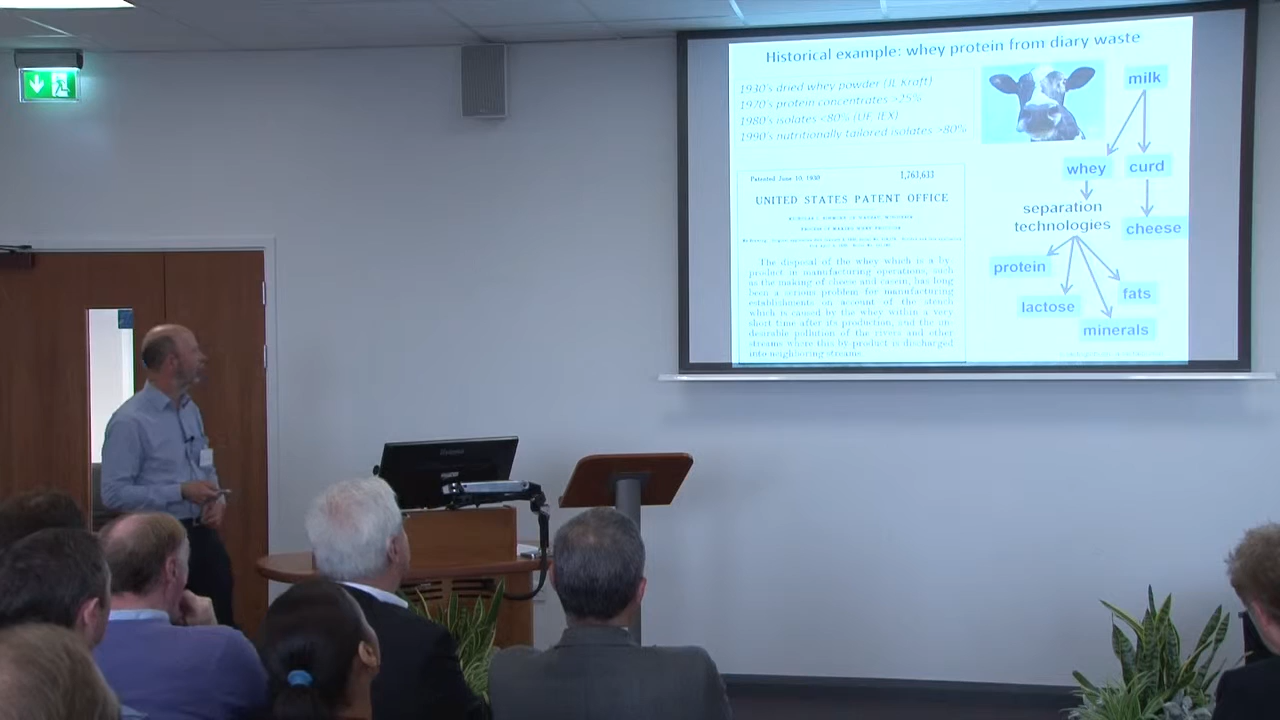 Historical example: whey protein from diary waste
1930's dried whey powder (JL Kraft)
1970's protein concentrates >25%
1980's isolates <80% (UF, IEX)
1990's nutritionally tailored isolates >80%
milk
whey
curd
separation
technologies
cheese
protein
fats
lactose
minerals
Patented June 10, 1930
1,763,633
UNITED STATES PATENT OFFICE
The disposal of the whey which is a by-
product in manufacturing operations, such
as the making of cheese and casein, has long
been a serious problem for manufacturing
establishments on account of the stench
which is caused by the whey within a very
short time after its production, and the un-
desirable pollution of the rivers and other
streams where this by-product is discharged
into neighboring streams.